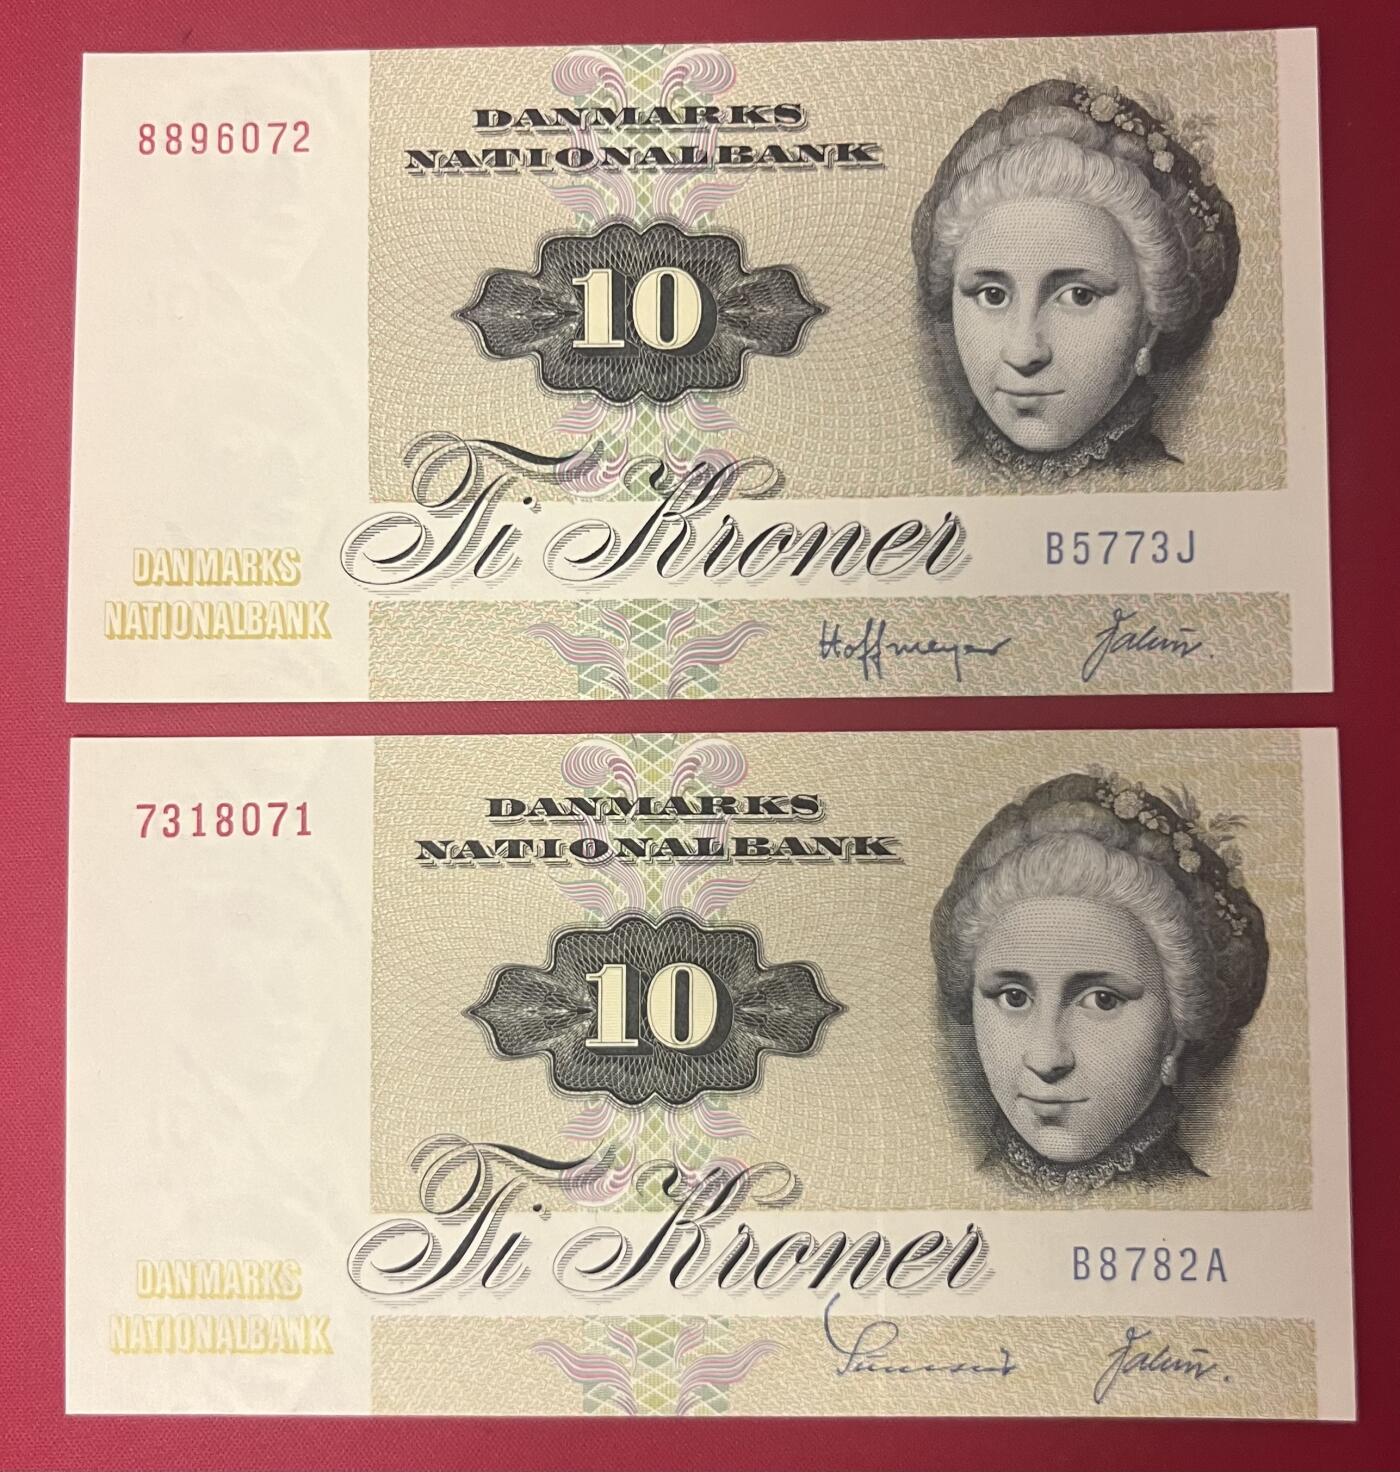 8896072
DANMARKS
NATIONALBANK
10
Ti Kroner
B5773J
DANMARKS
NATIONALBANK
Hoffmeyer
7318071
DANMARKS
NATIONALBANK
10
Ti Kroner
B8782A
DANMARKS
NATIONALBANK